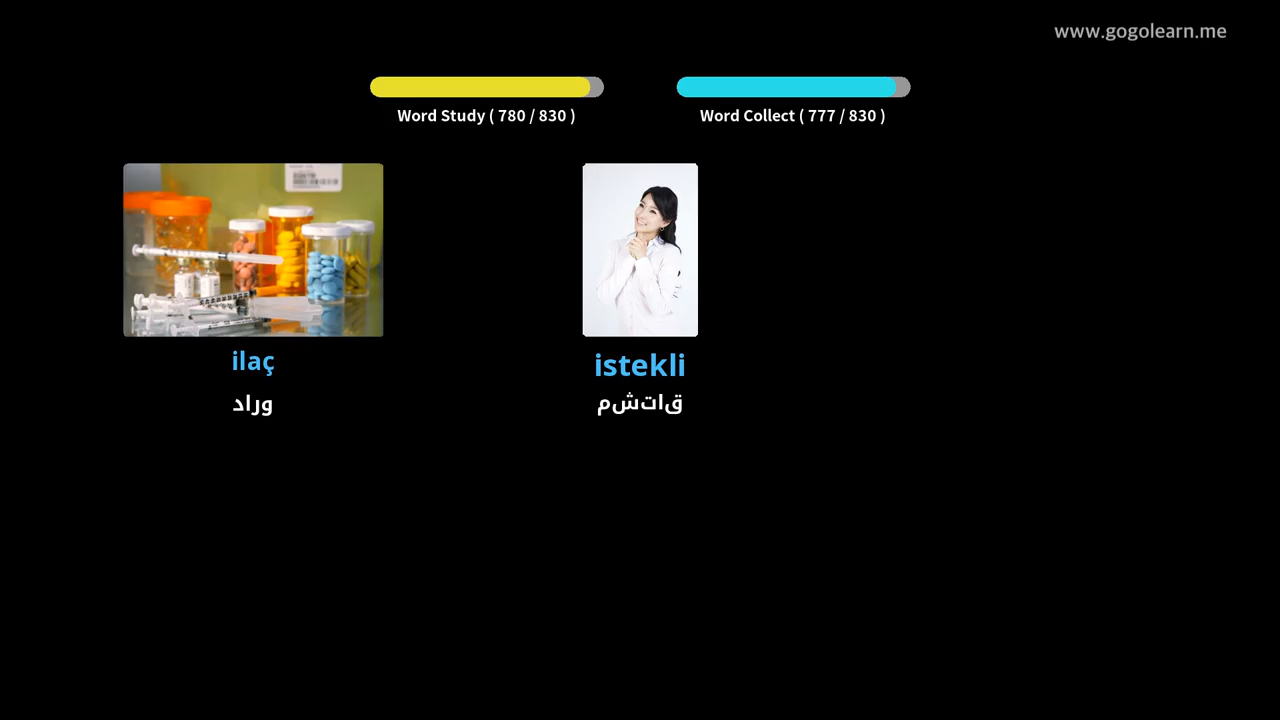 www.gogolearn.me
Word Study ( 780 / 830 )
Word Collect ( 777 / 830 )
ilaç
وراد
istekli
قاتشم